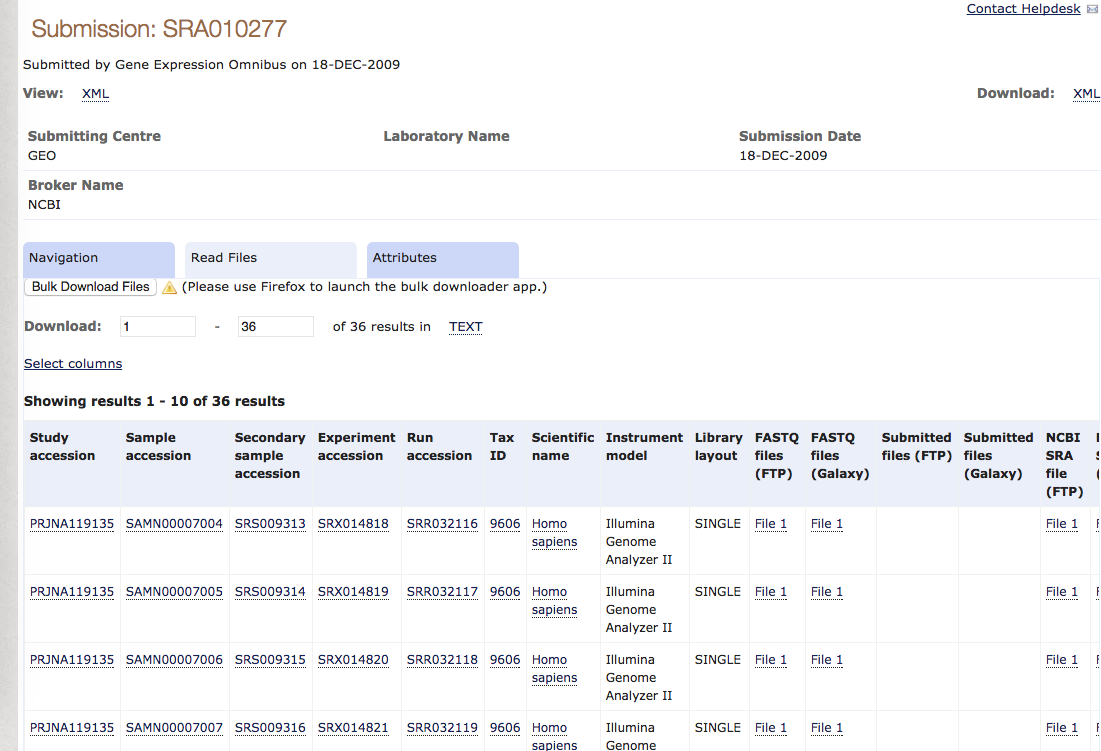 Contact Helpdesk
Submission: SRA010277
Submitted by Gene Expression Omnibus on 18-DEC-2009
View: XML Download: XML
Submitting Centre Laboratory Name Submission Date
GEO 18-DEC-2009
Broker Name
NCBI
Navigation Read Files Attributes
Bulk Download Files (Please use Firefox to launch the bulk downloader app.)
Download: 1 - 36 of 36 results in TEXT
Select columns
Showing results 1 - 10 of 36 results
Study Sample Secondary Experiment Run Tax Scientific Instrument Library FASTQ FASTQ Submitted Submitted NCBI
accession accession sample accession accession ID name model layout files files files (FTP) files SRA
accession (FTP) (Galaxy) (Galaxy) file
(FTP)
PRJNA119135 SAMN00007004 SRS009313 SRX014818 SRR032116 9606 Homo Illumina SINGLE File 1 File 1 File 1
sapiens Genome
Analyzer II
PRJNA119135 SAMN00007005 SRS009314 SRX014819 SRR032117 9606 Homo Illumina SINGLE File 1 File 1 File 1
sapiens Genome
Analyzer II
PRJNA119135 SAMN00007006 SRS009315 SRX014820 SRR032118 9606 Homo Illumina SINGLE File 1 File 1 File 1
sapiens Genome
Analyzer II
PRJNA119135 SAMN00007007 SRS009316 SRX014821 SRR032119 9606 Homo Illumina SINGLE File 1 File 1 File 1
sapiens Genome